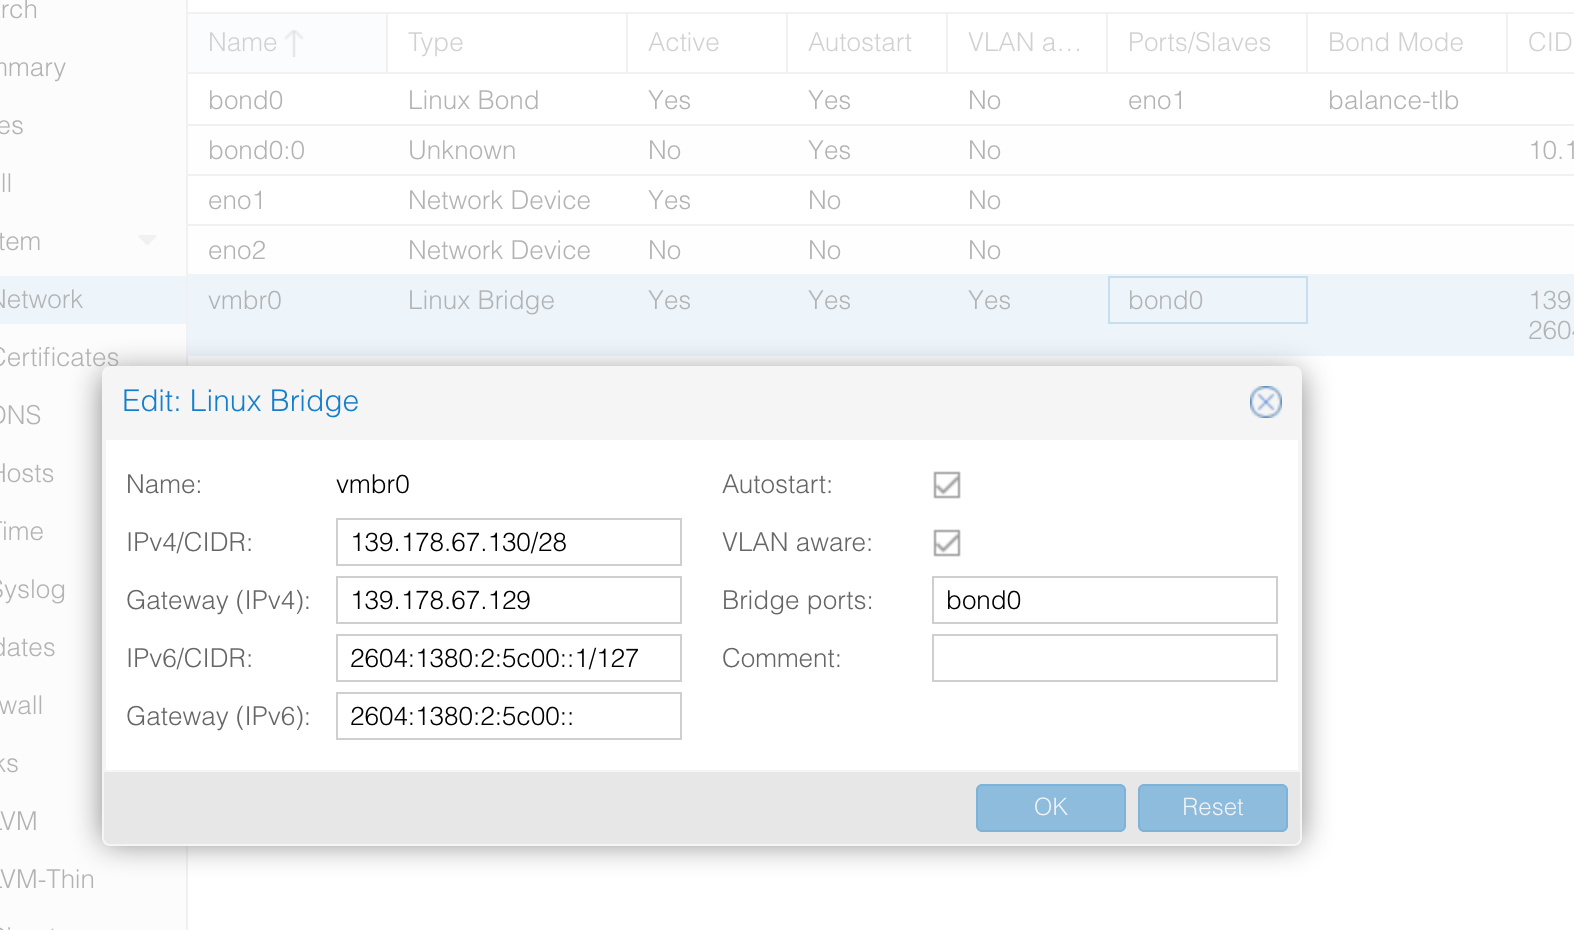 rch
Name Type Active Autostart VLAN a... Ports/Slaves Bond Mode CID
nmary
bond0 Linux Bond Yes Yes No eno1 balance-tlb
es
bond0:0 Unknown No Yes No 10.1
ll
eno1 Network Device Yes No No
tem
eno2 Network Device No No No
Network
vmbr0 Linux Bridge Yes Yes Yes bond0 139
2604
Certificates
DNS
Hosts
Time
Syslog
dates
wall
ks
LVM
LVM-Thin
Edit: Linux Bridge
Name: vmbr0 Autostart:
IPv4/CIDR: 139.178.67.130/28 VLAN aware:
Gateway (IPv4): 139.178.67.129 Bridge ports: bond0
IPv6/CIDR: 2604:1380:2:5c00::1/127 Comment:
Gateway (IPv6): 2604:1380:2:5c00::
OK Reset